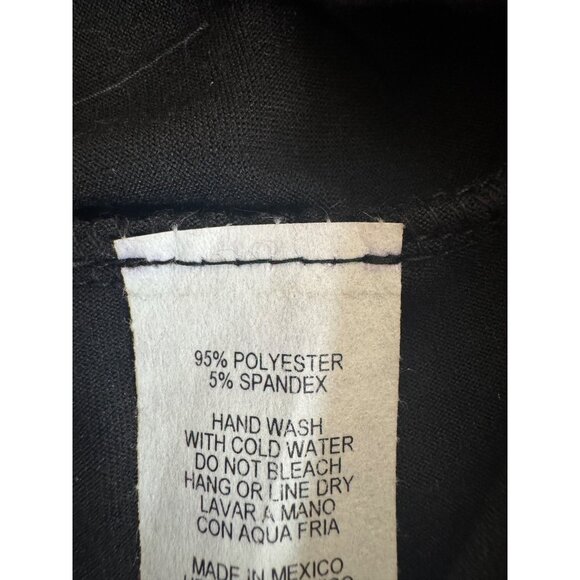 95% POLYESTER
5% SPANDEX
HAND WASH
WITH COLD WATER
DO NOT BLEACH
HANG OR LINE DRY
LAVAR A MANO
CON AQUA FRIA
MADE IN MEXICO